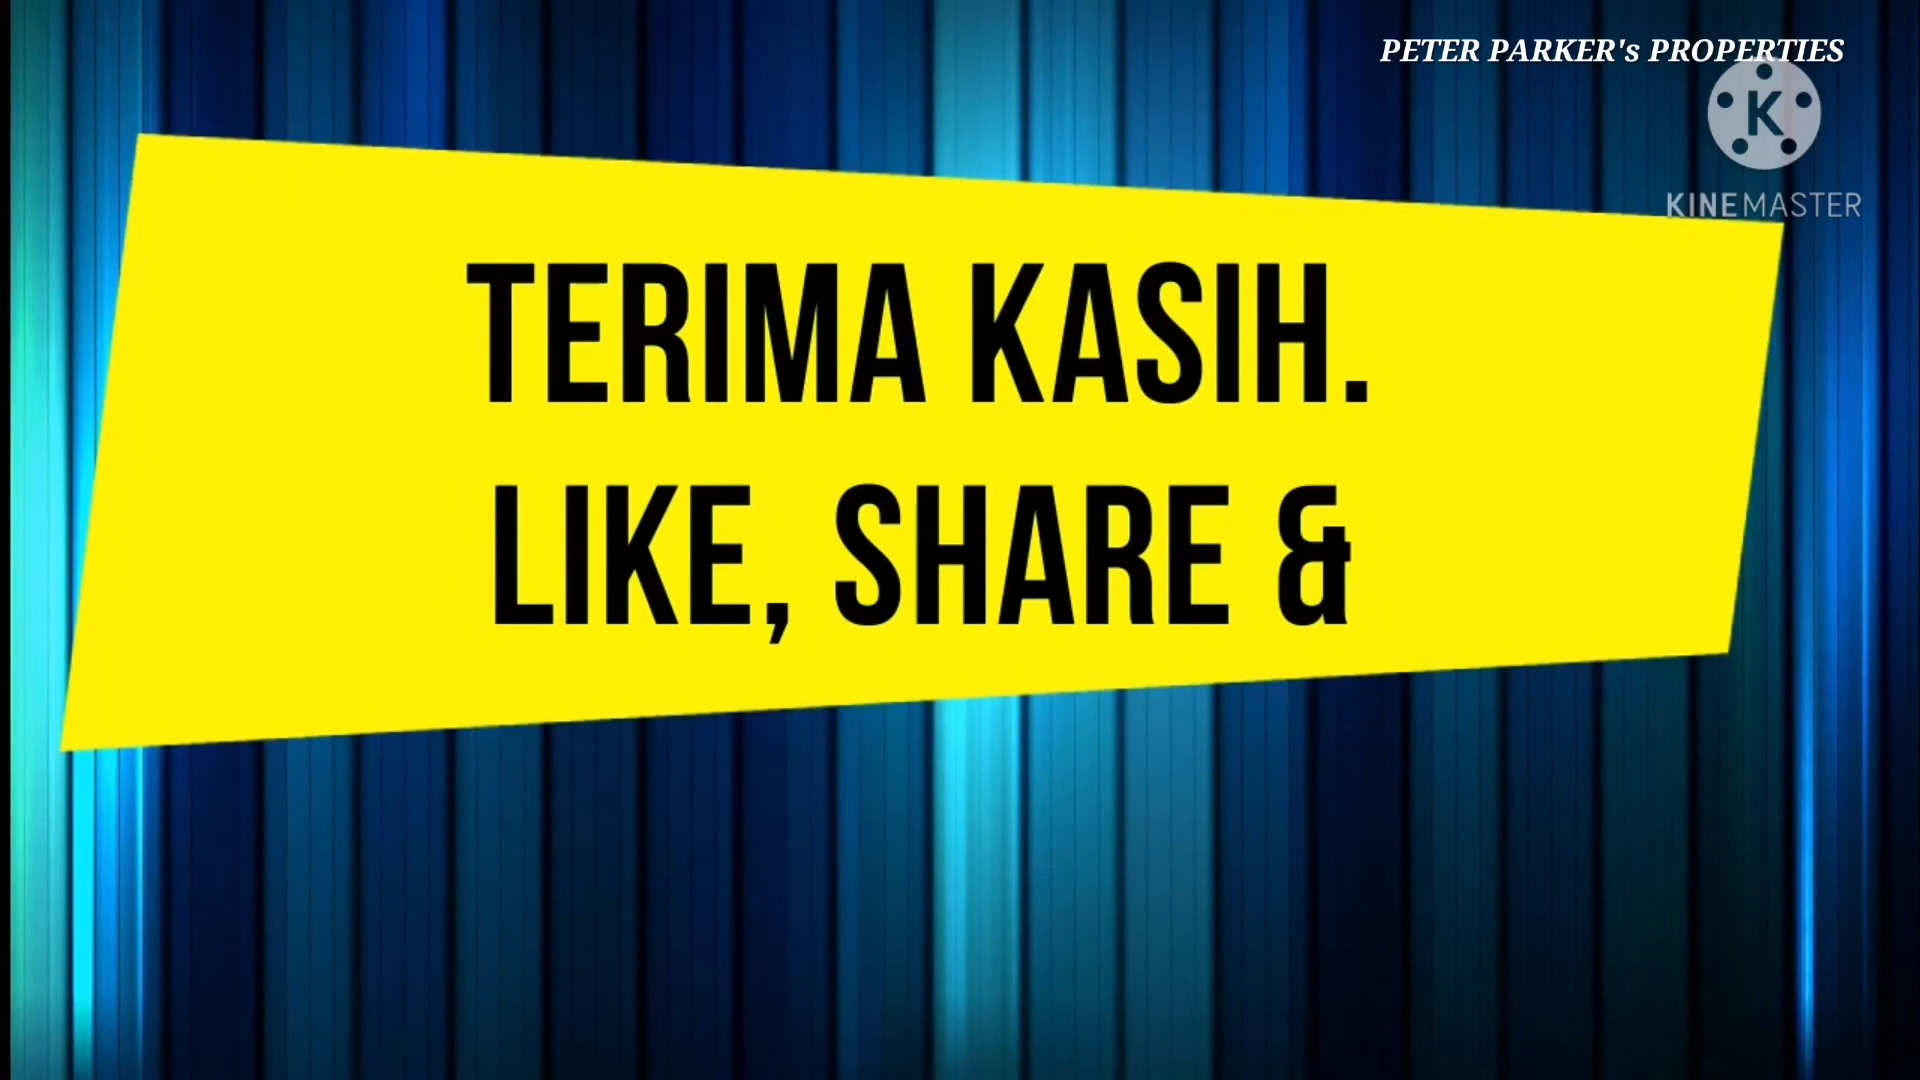 PETER PARKER's PROPERTIES
K
KINEMASTER
TERIMA KASIH.
LIKE, SHARE &